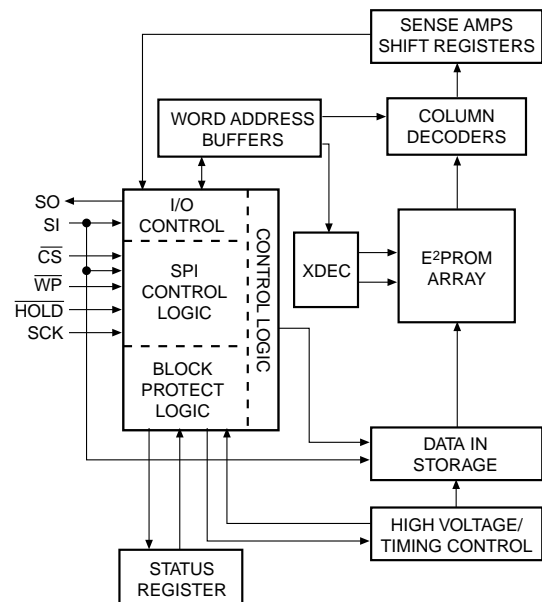 SENSE AMPS
SHIFT REGISTERS
WORD ADDRESS
BUFFERS
COLUMN
DECODERS
SO
SI
CS
WP
HOLD
SCK
I/O
CONTROL
SPI
CONTROL
LOGIC
BLOCK
PROTECT
LOGIC
CONTROL LOGIC
XDEC
E²PROM
ARRAY
DATA IN
STORAGE
HIGH VOLTAGE/
TIMING CONTROL
STATUS
REGISTER